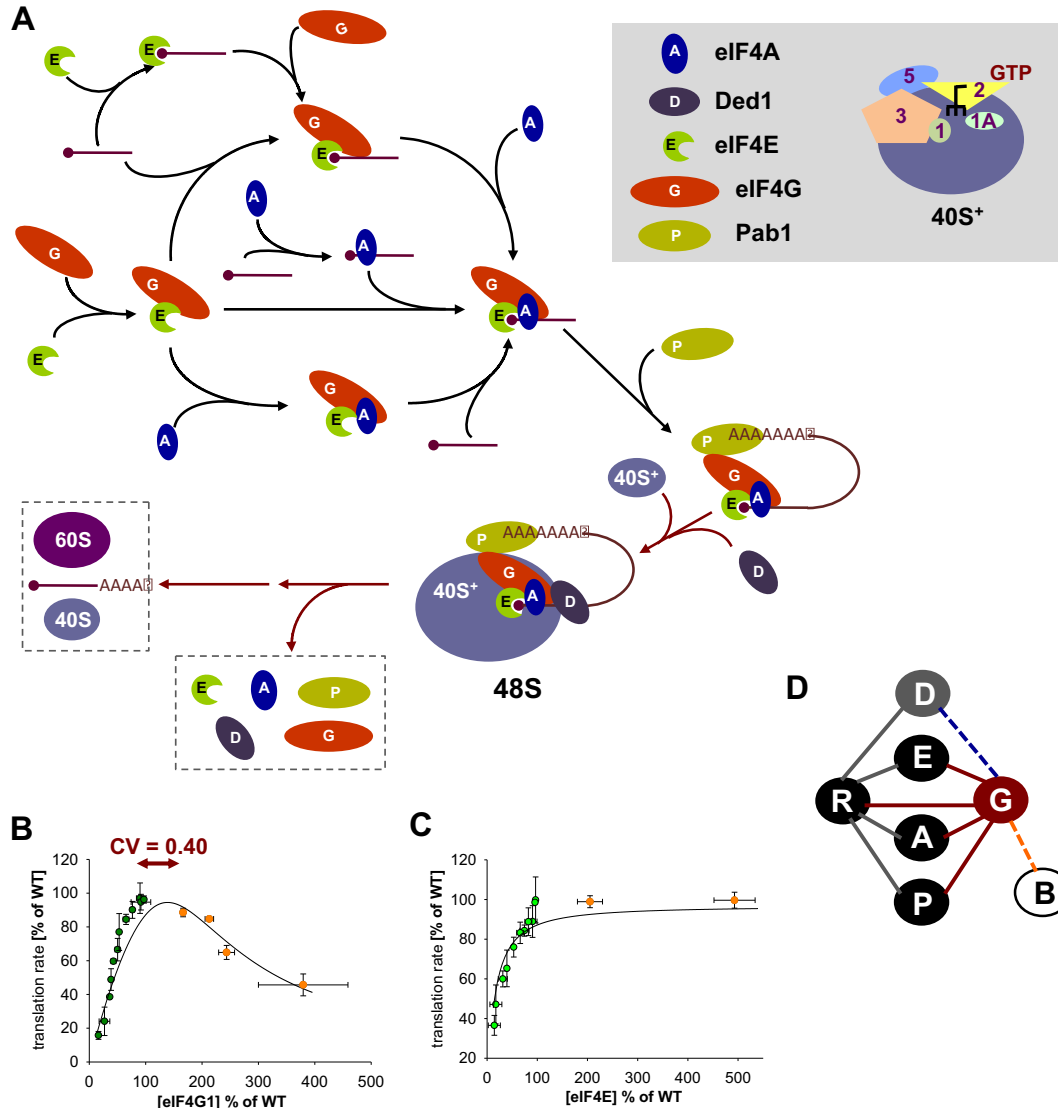 A
E
E
G
G
E
A
A
A
G
G
E
E
G
E
A
A
G
E
A
P
A eIF4A
D Ded1
E eIF4E
G eIF4G
P Pab1
5
2
GTP
3
1
1A
40S+
P
AAAAAAA
G
E
A
40S+
D
P
AAAAAAA
G
40S+
A
E
D
48S
60S
AAAA
40S
E
A
P
D
G
B
CV = 0.40
translation rate [% of WT]
120
100
80
60
40
20
0
0 100 200 300 400 500
[eIF4G1] % of WT
C
translation rate [% of WT]
120
100
80
60
40
20
0 100 200 300 400 500
[eIF4E] % of WT
D
D
E
R
G
A
P
B